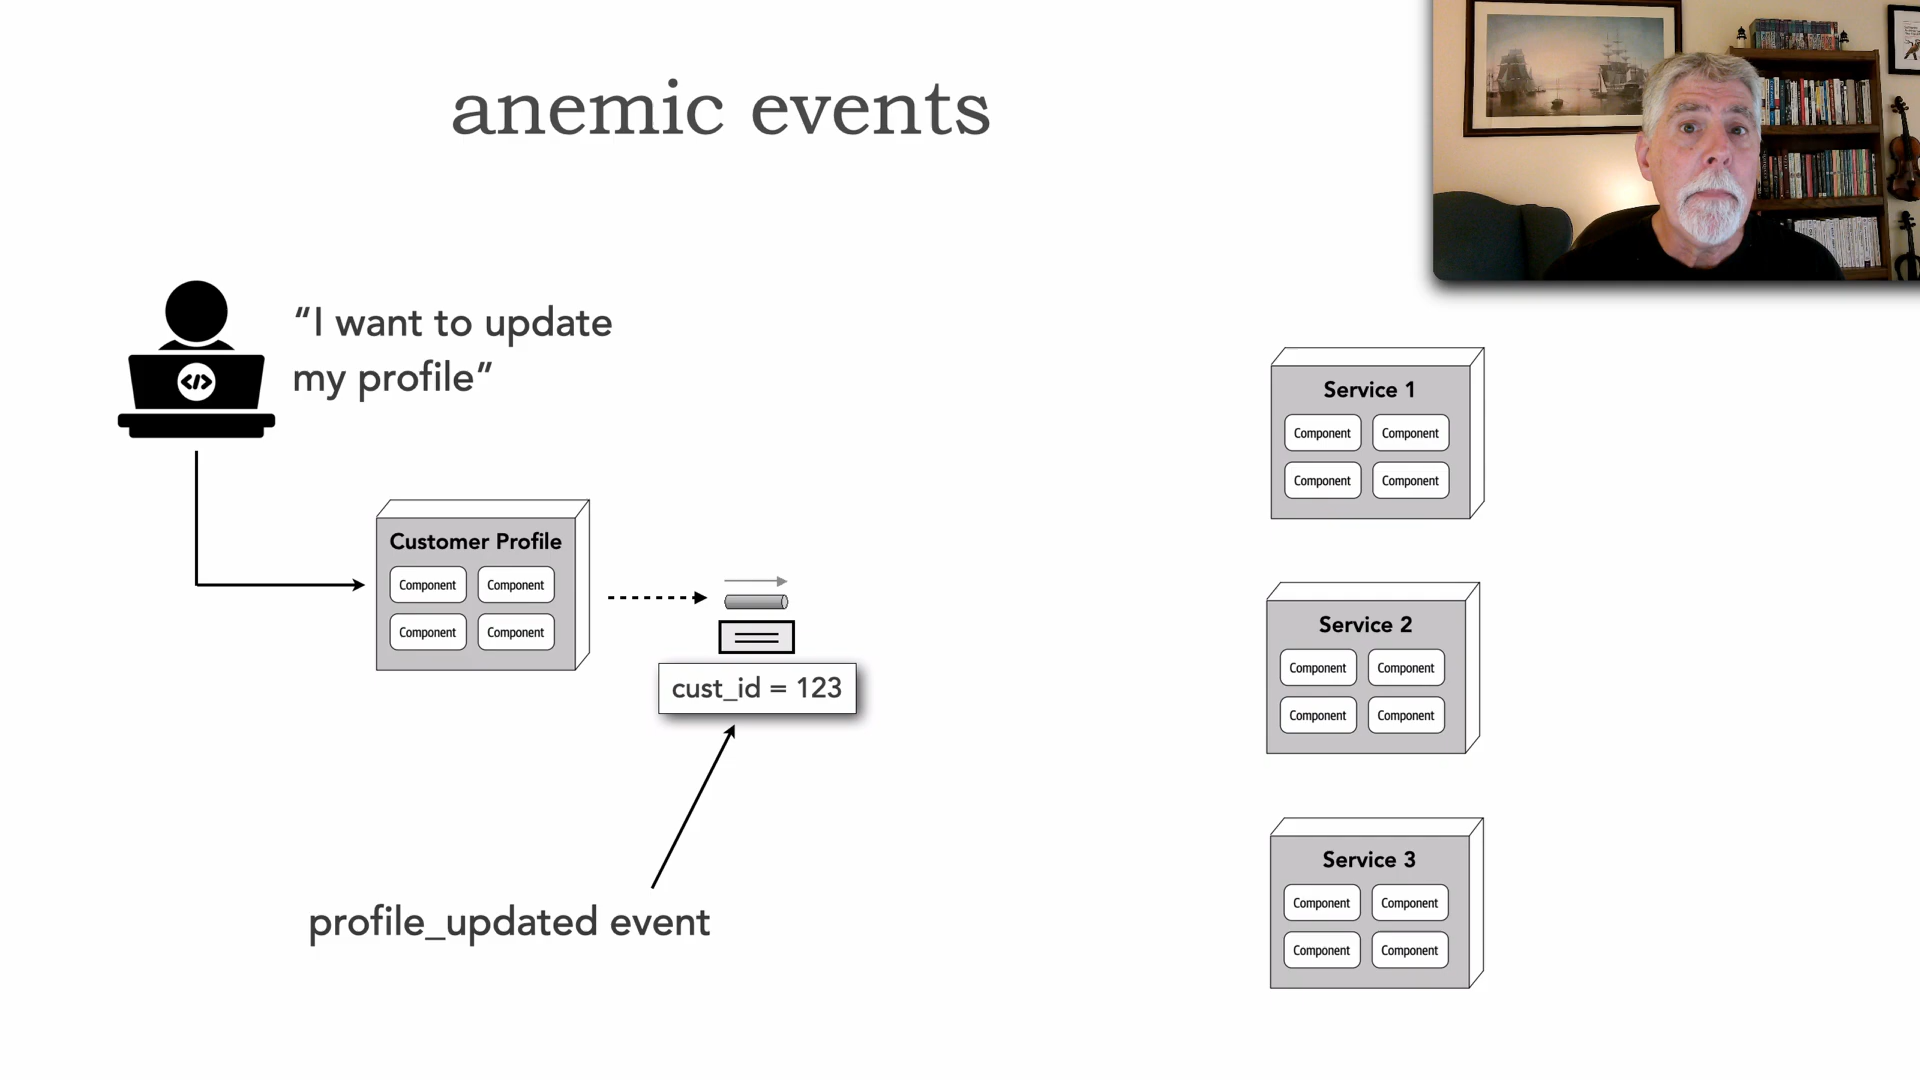 anemic events
“I want to update
my profile”
Customer Profile
Component Component
Component Component
cust_id = 123
profile_updated event
Service 1
Component Component
Component Component
Service 2
Component Component
Component Component
Service 3
Component Component
Component Component